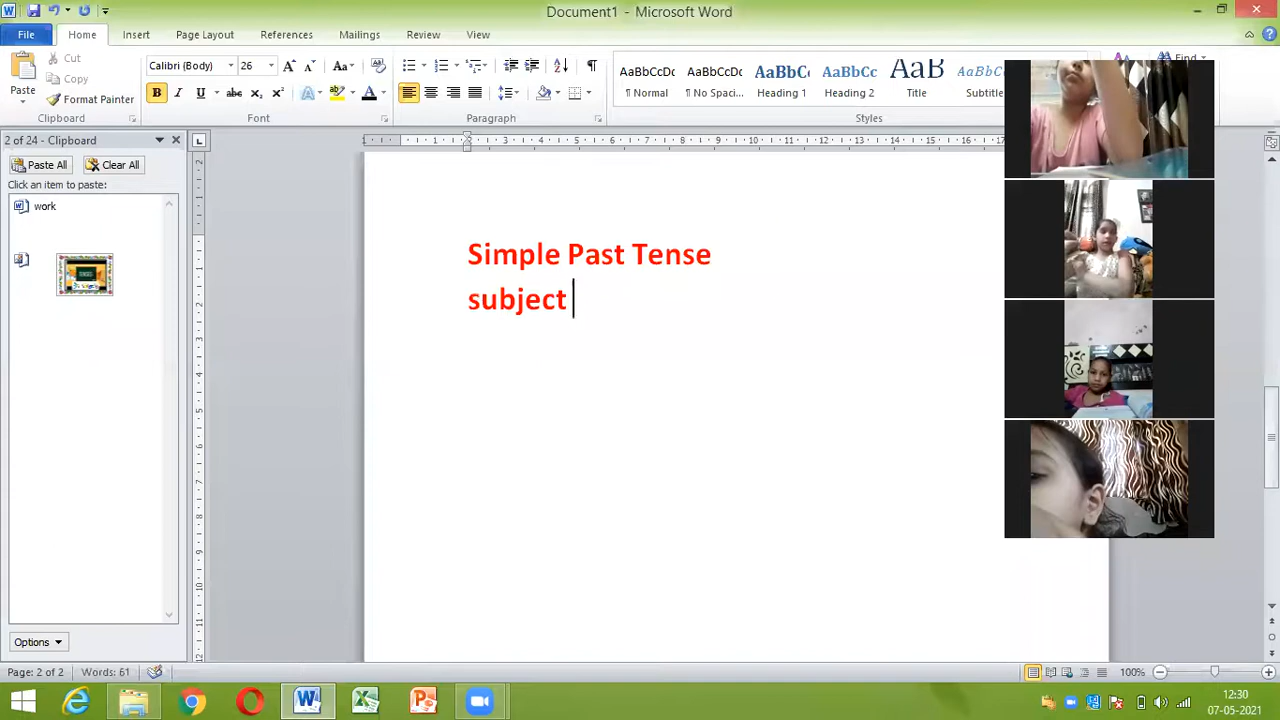 Document1 - Microsoft Word
File Home Insert Page Layout References Mailings Review View
Paste
Cut
Copy
Format Painter
Clipboard
Calibri (Body) 26
Font
Paragraph
AaBbCcDc AaBbCcDc AaBbCc AaBbCc AaB AaBbCc
¶ Normal ¶ No Spaci... Heading 1 Heading 2 Title Subtitle
Styles
Find
2 of 24 - Clipboard
Paste All Clear All
Click an item to paste:
work
Options
Simple Past Tense
subject
Page: 2 of 2 Words: 61
100%
12:30
07-05-2021